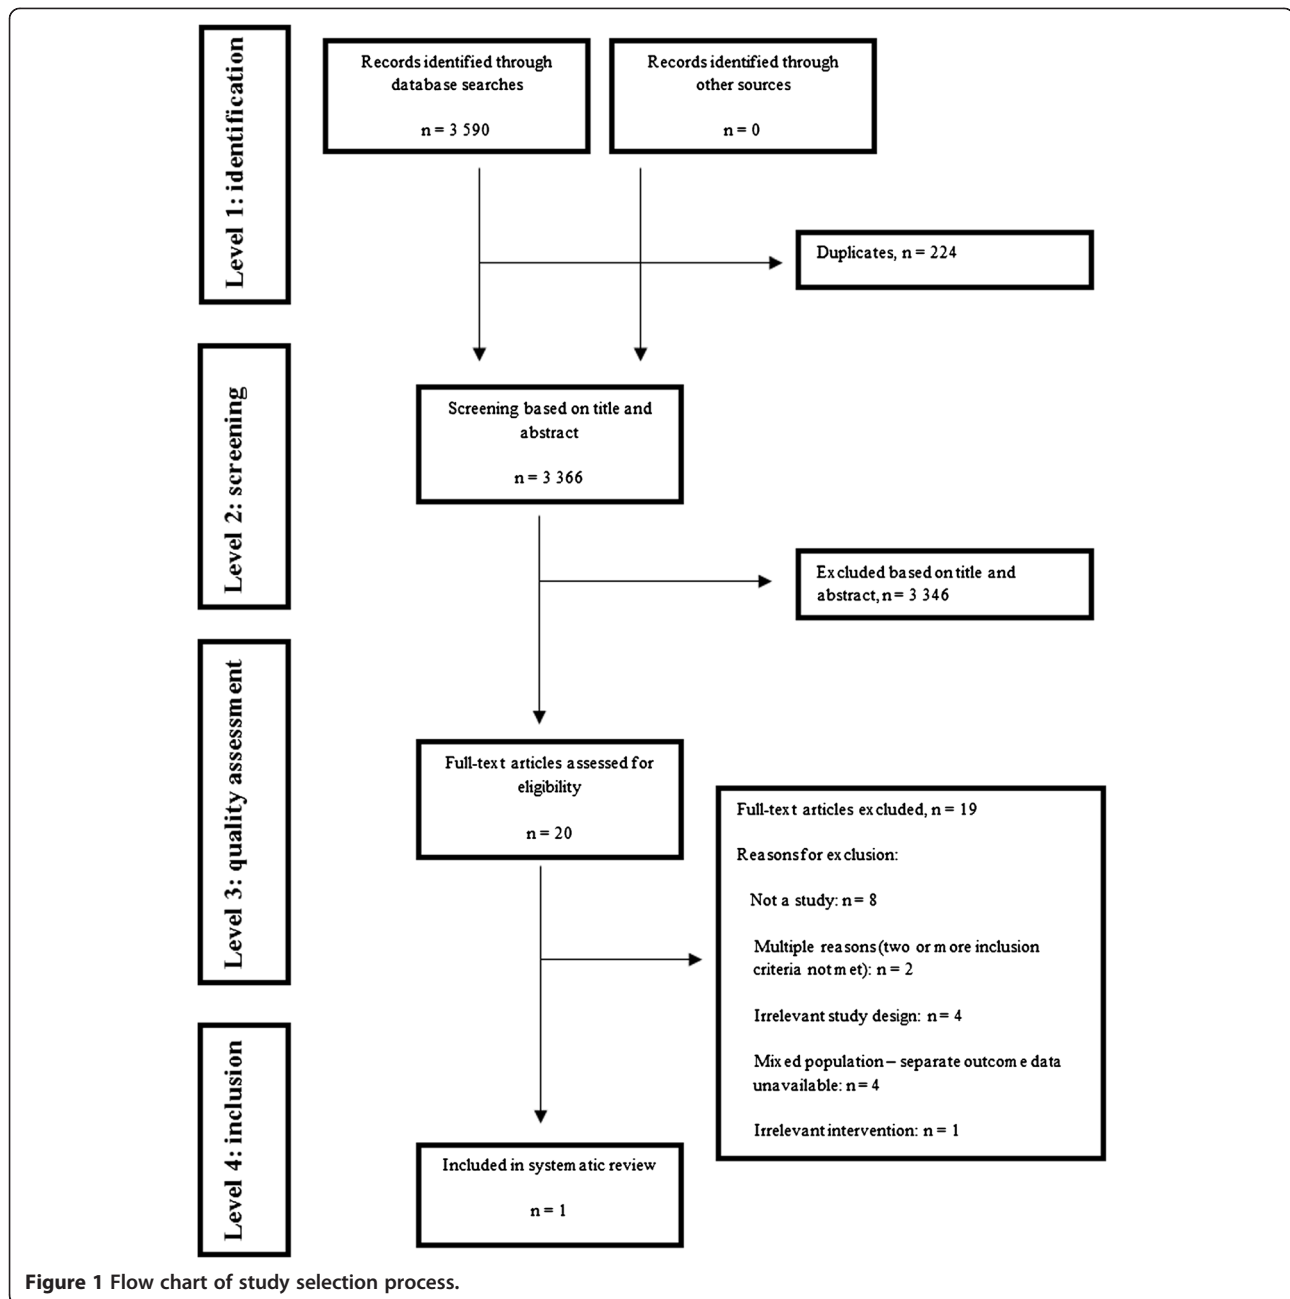 Level 1: identification
Records identified through
database searches
n = 3 590
Records identified through
other sources
n = 0
Duplicates, n = 224
Level 2: screening
Screening based on title and
abstract
n = 3 366
Excluded based on title and
abstract, n = 3 346
Level 3: quality assessment
Full-text articles assessed for
eligibility
n = 20
Full-text articles excluded, n = 19
Reasons for exclusion:
Not a study: n = 8
Multiple reasons (two or more inclusion
criteria not met): n = 2
Irrelevant study design: n = 4
Mixed population – separate outcome data
unavailable: n = 4
Irrelevant intervention: n = 1
Level 4: inclusion
Included in systematic review
n = 1
Figure 1 Flow chart of study selection process.